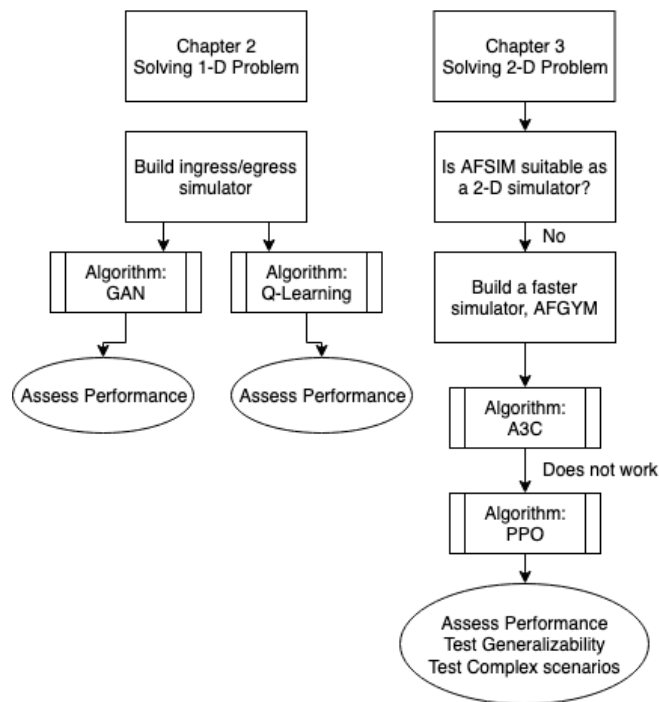 Chapter 2
Solving 1-D Problem
Build ingress/egress
simulator
Algorithm:
GAN
Algorithm:
Q-Learning
Assess Performance
Assess Performance
Chapter 3
Solving 2-D Problem
Is AFSIM suitable as
a 2-D simulator?
No
Build a faster
simulator, AFGYM
Algorithm:
A3C
Does not work
Algorithm:
PPO
Assess Performance
Test Generalizability
Test Complex scenarios